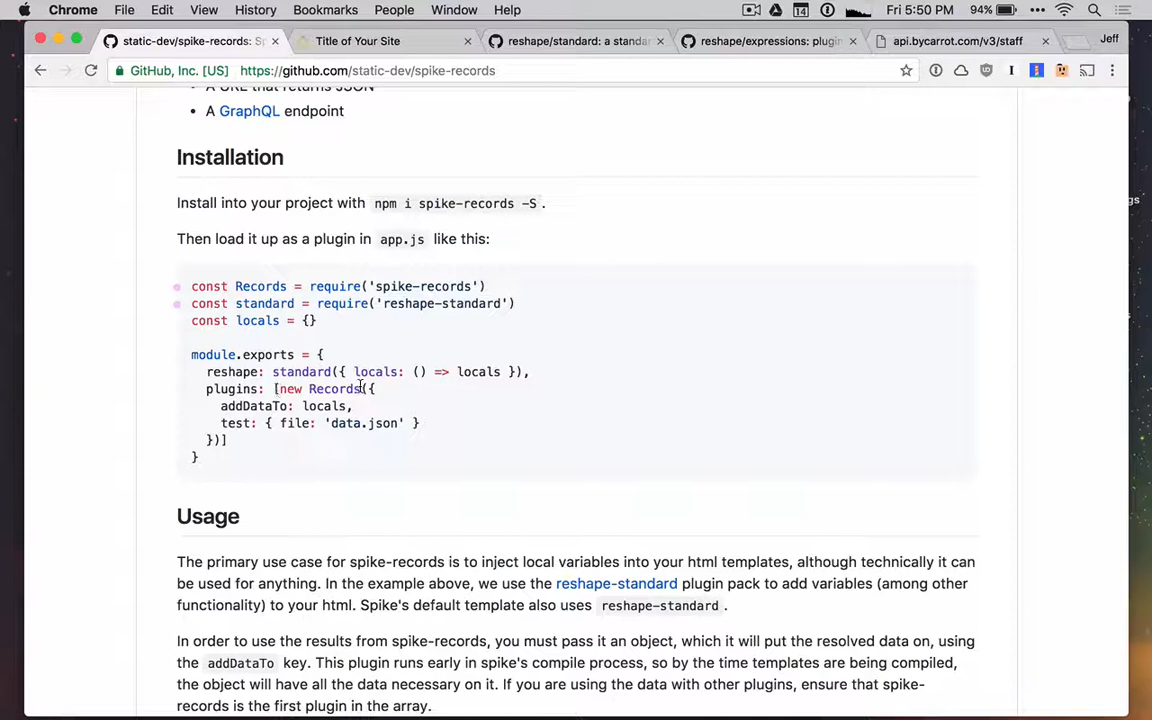 Chrome File Edit View History Bookmarks People Window Help 14 94% Fri 5:50 PM
static-dev/spike-records: Sp Title of Your Site reshape/standard: a standa reshape/expressions: plugin api.bycarrot.com/v3/staff Jeff
GitHub, Inc. [US] https://github.com/static-dev/spike-records
A URL that returns JSON
A GraphQL endpoint
Installation
Install into your project with npm i spike-records -S.
Then load it up as a plugin in app.js like this:
const Records = require('spike-records')
const standard = require('reshape-standard')
const locals = {}
module.exports = {
reshape: standard({ locals: () => locals }),
plugins: [new Records({
addDataTo: locals,
test: { file: 'data.json' }
})]
}
Usage
The primary use case for spike-records is to inject local variables into your html templates, although technically it can
be used for anything. In the example above, we use the reshape-standard plugin pack to add variables (among other
functionality) to your html. Spike's default template also uses reshape-standard.
In order to use the results from spike-records, you must pass it an object, which it will put the resolved data on, using
the addDataTo key. This plugin runs early in spike's compile process, so by the time templates are being compiled,
the object will have all the data necessary on it. If you are using the data with other plugins, ensure that spike-
records is the first plugin in the array.